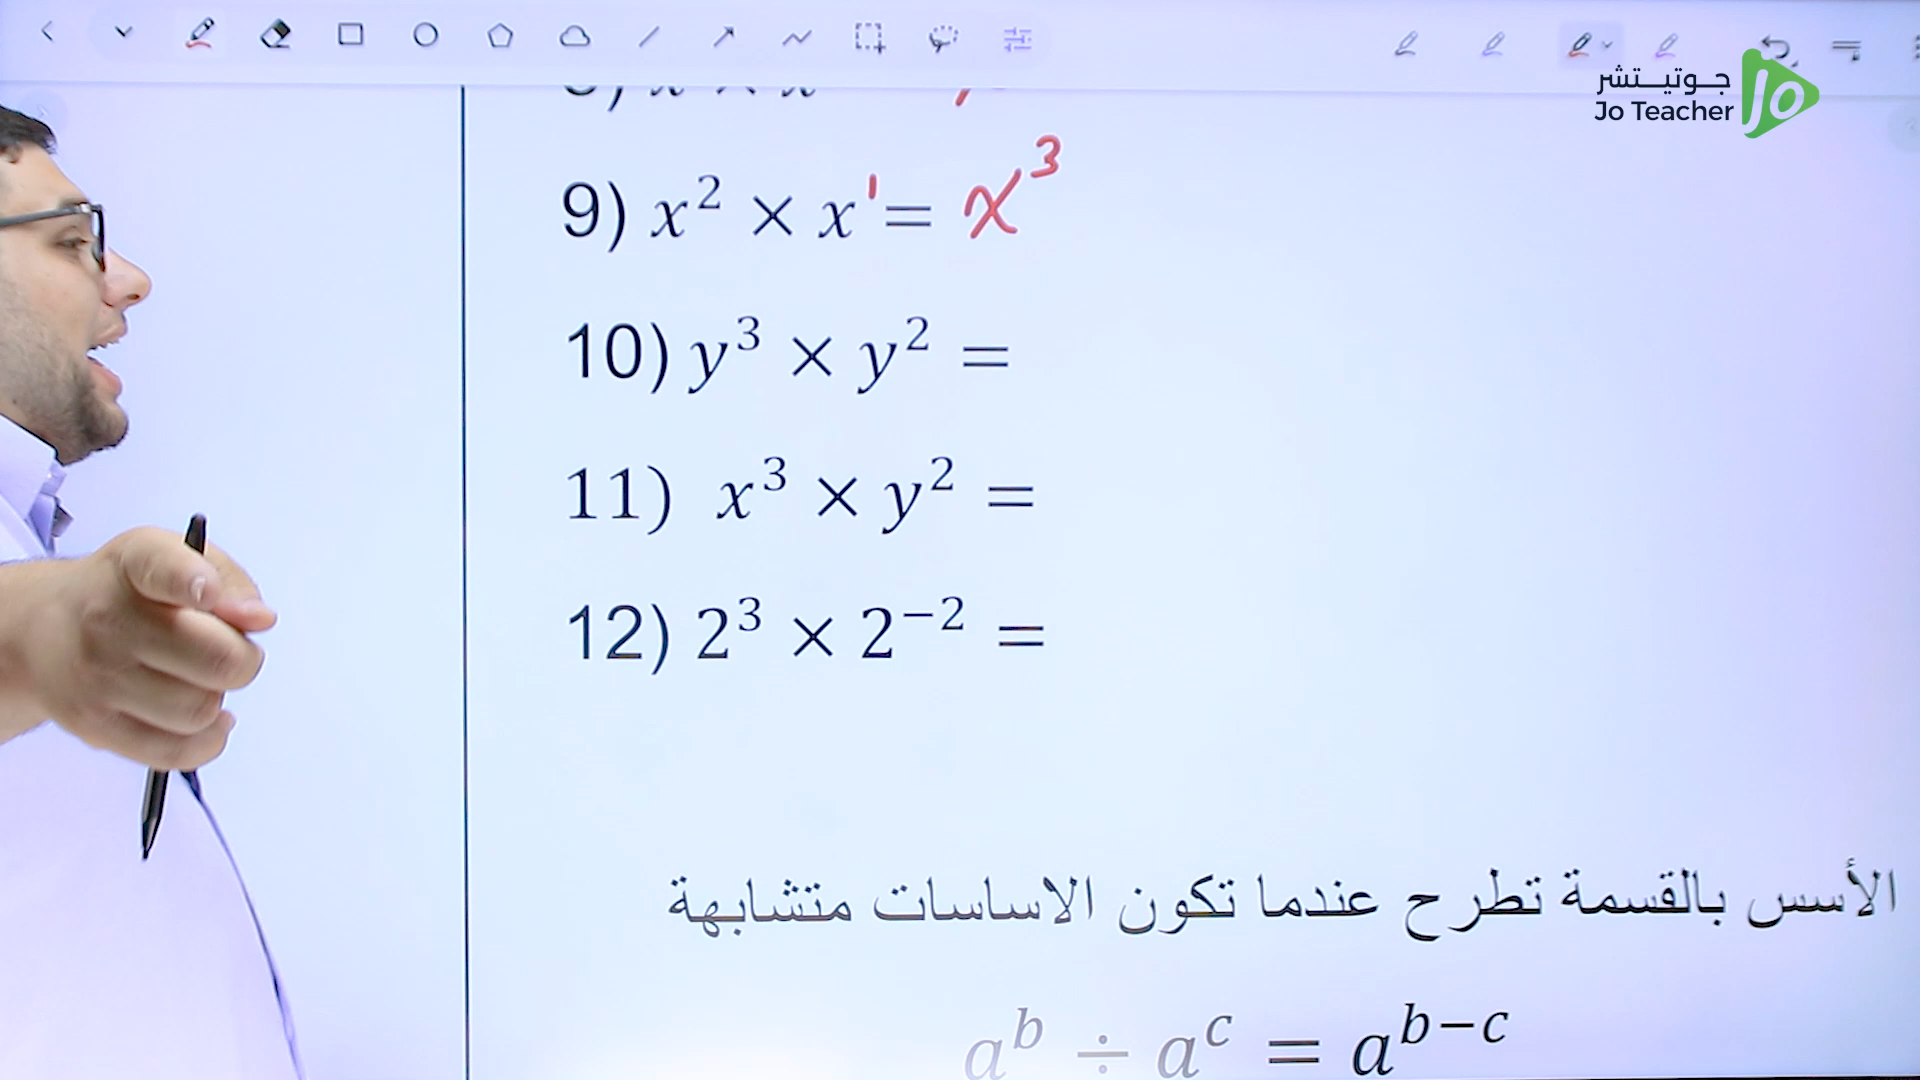 جوتيتشر
Jo Teacher
9) x² × x¹ = x³
10) y³ × y² =
11) x³ × y² =
12) 2³ × 2⁻² =
الأسس بالقسمة تطرح عندما تكون الاساسات متشابهة
aᵇ ÷ aᶜ = aᵇ⁻ᶜ